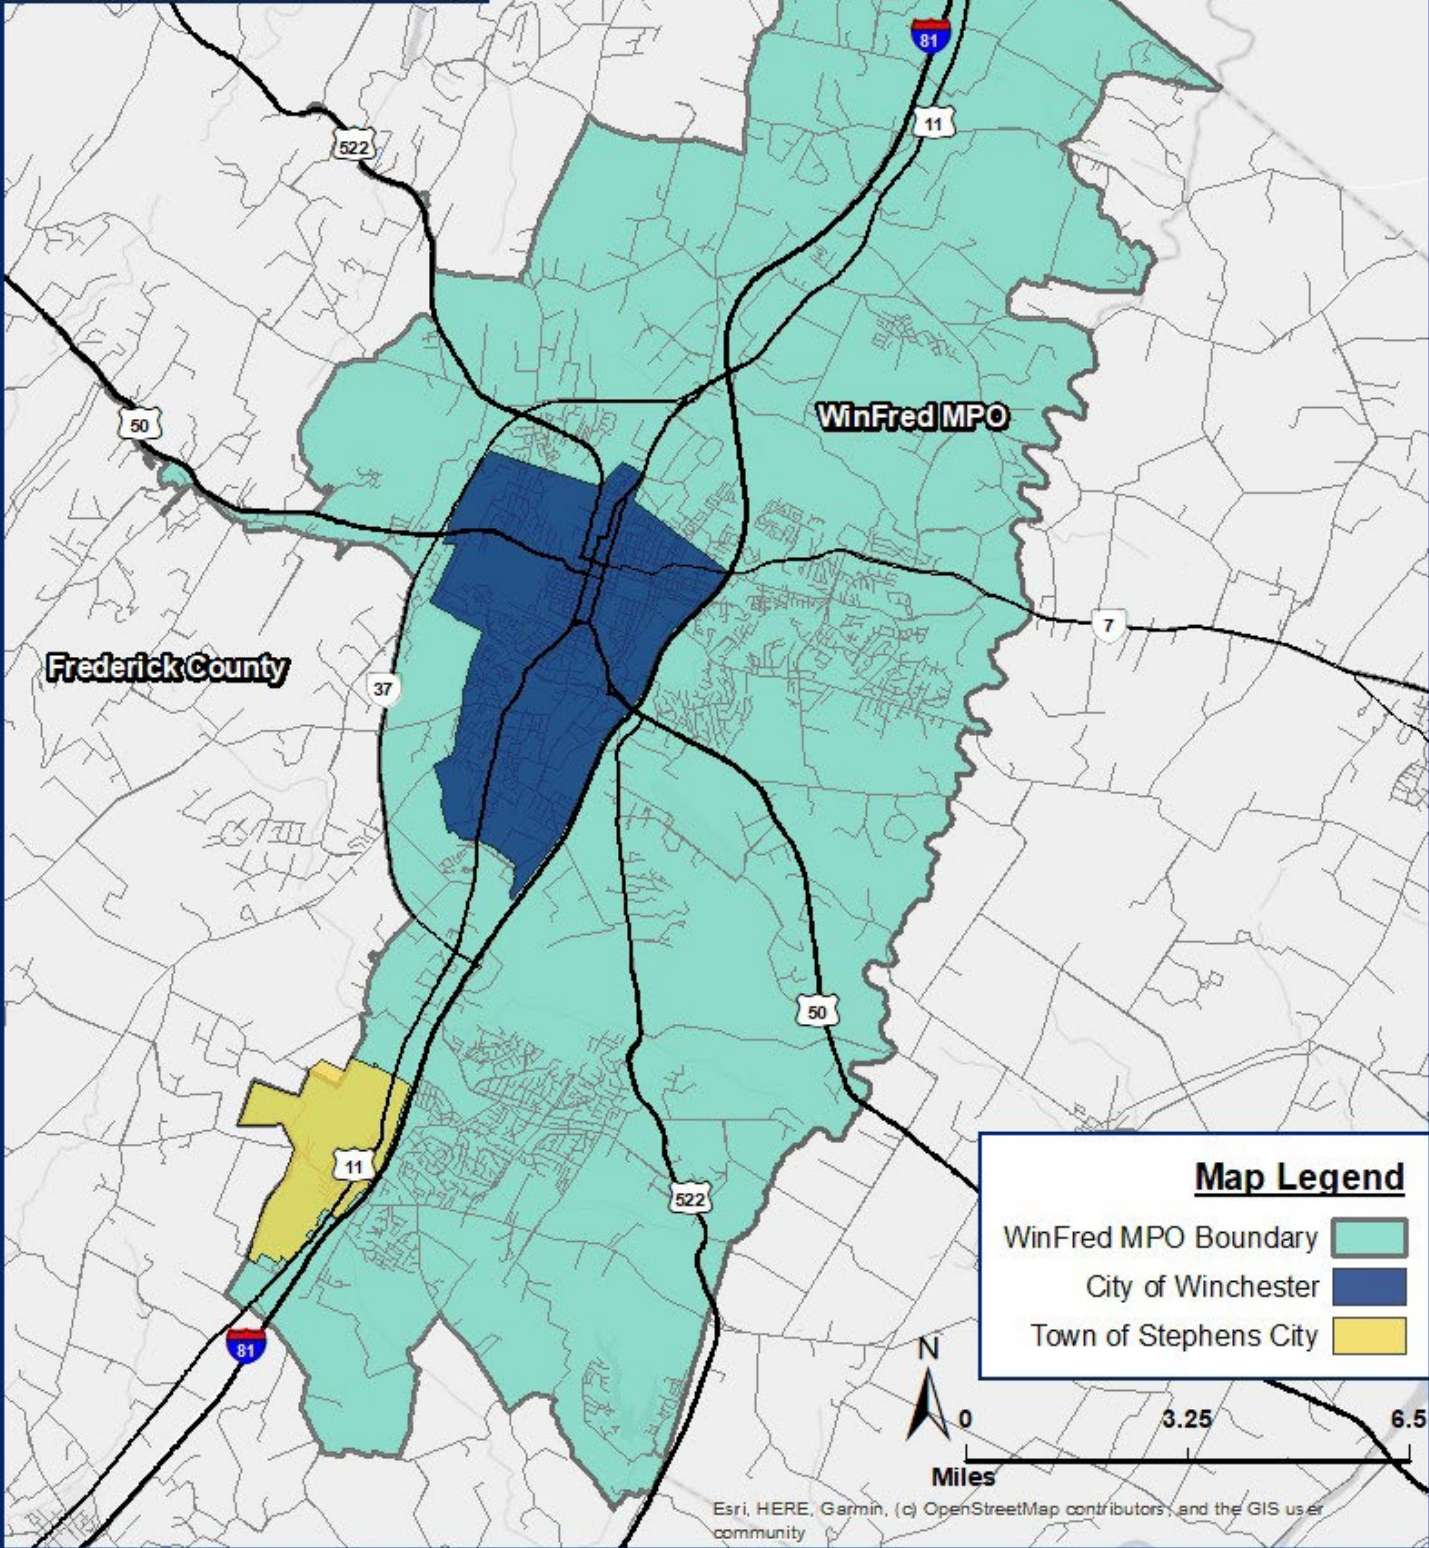 81
11
522
50
WinFred MPO
7
Frederick County
37
50
11
522
81
Map Legend
WinFred MPO Boundary
City of Winchester
Town of Stephens City
N
0 3.25 6.5
Miles
Esri, HERE, Garmin, (c) OpenStreetMap contributors, and the GIS user
community